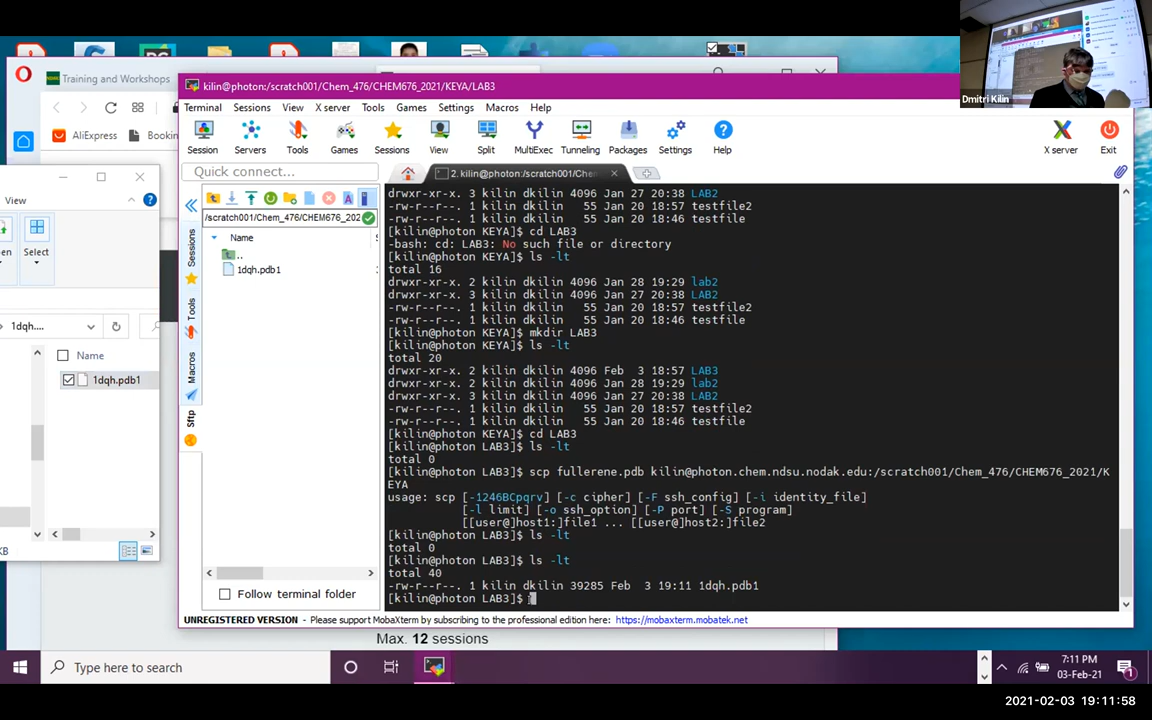 Dmitri Kilin
Training and Workshops
AliExpress
kilin@photon:/scratch001/Chem_476/CHEM676_2021/KEYA/LAB3
Terminal Sessions View X server Tools Games Settings Macros Help
Session Servers Tools Games Sessions View Split MultiExec Tunneling Packages Settings Help X server Exit
Quick connect...
2. kilin@photon:/scratch001/Che
/scratch001/Chem_476/CHEM676_202
Name
..
1dqh.pdb1
Sessions
Tools
Macros
Sftp
Follow terminal folder
View
Select
1dqh....
Name
1dqh.pdb1
KB
drwxr-xr-x. 3 kilin dkilin 4096 Jan 27 20:38 LAB2
-rw-r--r--. 1 kilin dkilin 55 Jan 20 18:57 testfile2
-rw-r--r--. 1 kilin dkilin 55 Jan 20 18:46 testfile
[kilin@photon KEYA]$ cd LAB3
-bash: cd: LAB3: No such file or directory
[kilin@photon KEYA]$ ls -lt
total 16
drwxr-xr-x. 2 kilin dkilin 4096 Jan 28 19:29 lab2
drwxr-xr-x. 3 kilin dkilin 4096 Jan 27 20:38 LAB2
-rw-r--r--. 1 kilin dkilin 55 Jan 20 18:57 testfile2
-rw-r--r--. 1 kilin dkilin 55 Jan 20 18:46 testfile
[kilin@photon KEYA]$ mkdir LAB3
[kilin@photon KEYA]$ ls -lt
total 20
drwxr-xr-x. 2 kilin dkilin 4096 Feb 3 18:57 LAB3
drwxr-xr-x. 2 kilin dkilin 4096 Jan 28 19:29 lab2
drwxr-xr-x. 3 kilin dkilin 4096 Jan 27 20:38 LAB2
-rw-r--r--. 1 kilin dkilin 55 Jan 20 18:57 testfile2
-rw-r--r--. 1 kilin dkilin 55 Jan 20 18:46 testfile
[kilin@photon KEYA]$ cd LAB3
[kilin@photon LAB3]$ ls -lt
total 0
[kilin@photon LAB3]$ scp fullerene.pdb kilin@photon.chem.ndsu.nodak.edu:/scratch001/Chem_476/CHEM676_2021/K
EYA
usage: scp [-1246BCpqrv] [-c cipher] [-F ssh_config] [-i identity_file]
[-l limit] [-o ssh_option] [-P port] [-S program]
[[user@]host1:]file1 ... [[user@]host2:]file2
[kilin@photon LAB3]$ ls -lt
total 0
[kilin@photon LAB3]$ ls -lt
total 40
-rw-r--r--. 1 kilin dkilin 39285 Feb 3 19:11 1dqh.pdb1
[kilin@photon LAB3]$
UNREGISTERED VERSION - Please support MobaXterm by subscribing to the professional edition here: https://mobaxterm.mobatek.net
Max. 12 sessions
Type here to search
7:11 PM
03-Feb-21
2021-02-03 19:11:58